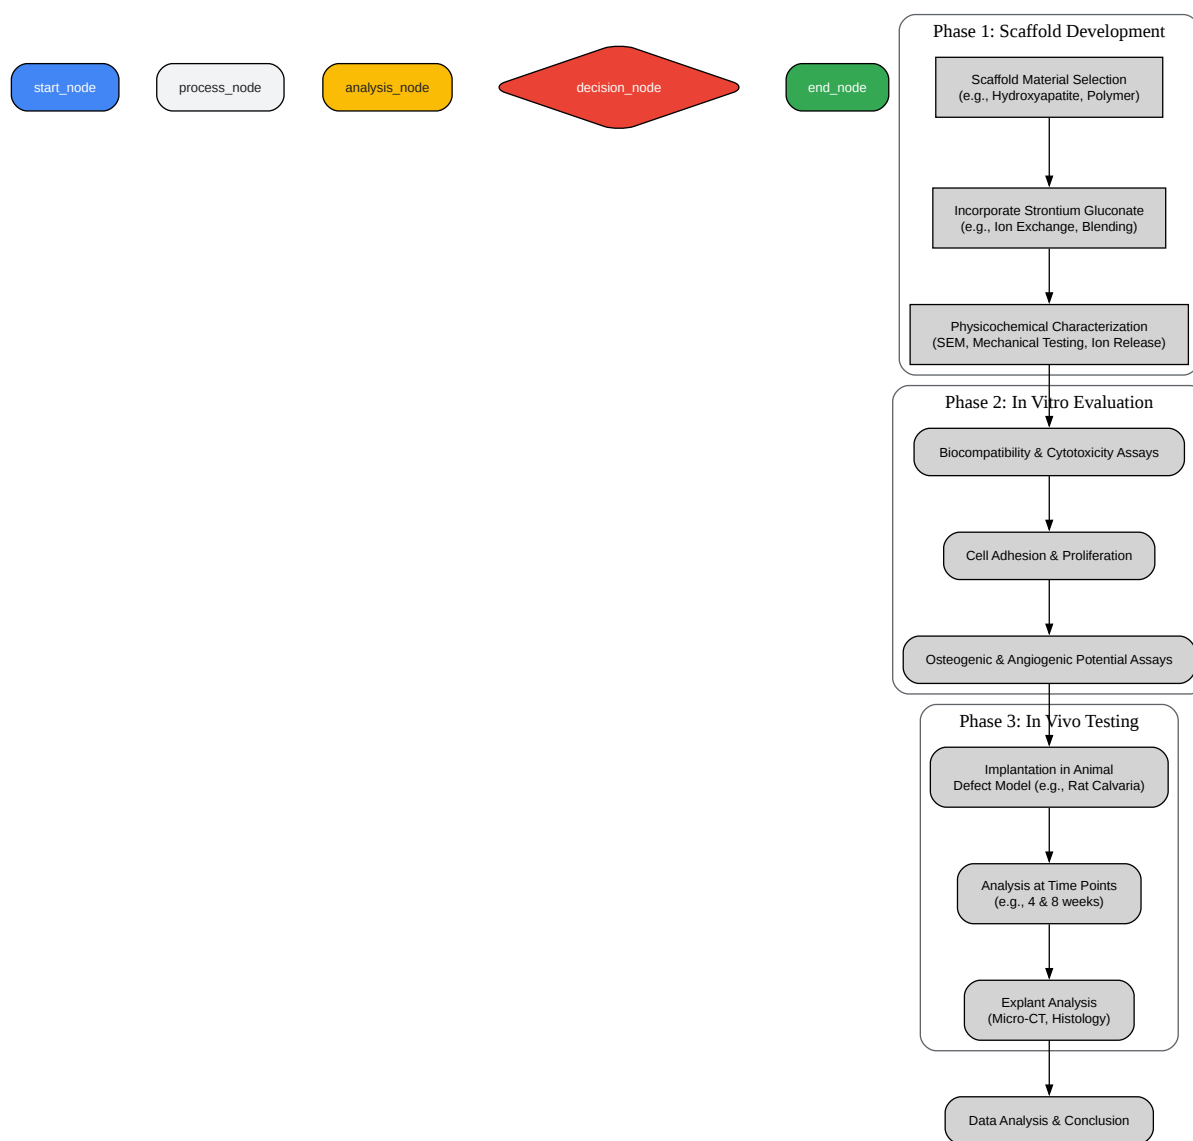 start_node
process_node
analysis_node
decision_node
end_node
Phase 1: Scaffold Development
Scaffold Material Selection
(e.g., Hydroxyapatite, Polymer)
Incorporate Strontium Gluconate
(e.g., Ion Exchange, Blending)
Physicochemical Characterization
(SEM, Mechanical Testing, Ion Release)
Phase 2: In Vitro Evaluation
Biocompatibility & Cytotoxicity Assays
Cell Adhesion & Proliferation
Osteogenic & Angiogenic Potential Assays
Phase 3: In Vivo Testing
Implantation in Animal
Defect Model (e.g., Rat Calvaria)
Analysis at Time Points
(e.g., 4 & 8 weeks)
Explant Analysis
(Micro-CT, Histology)
Data Analysis & Conclusion